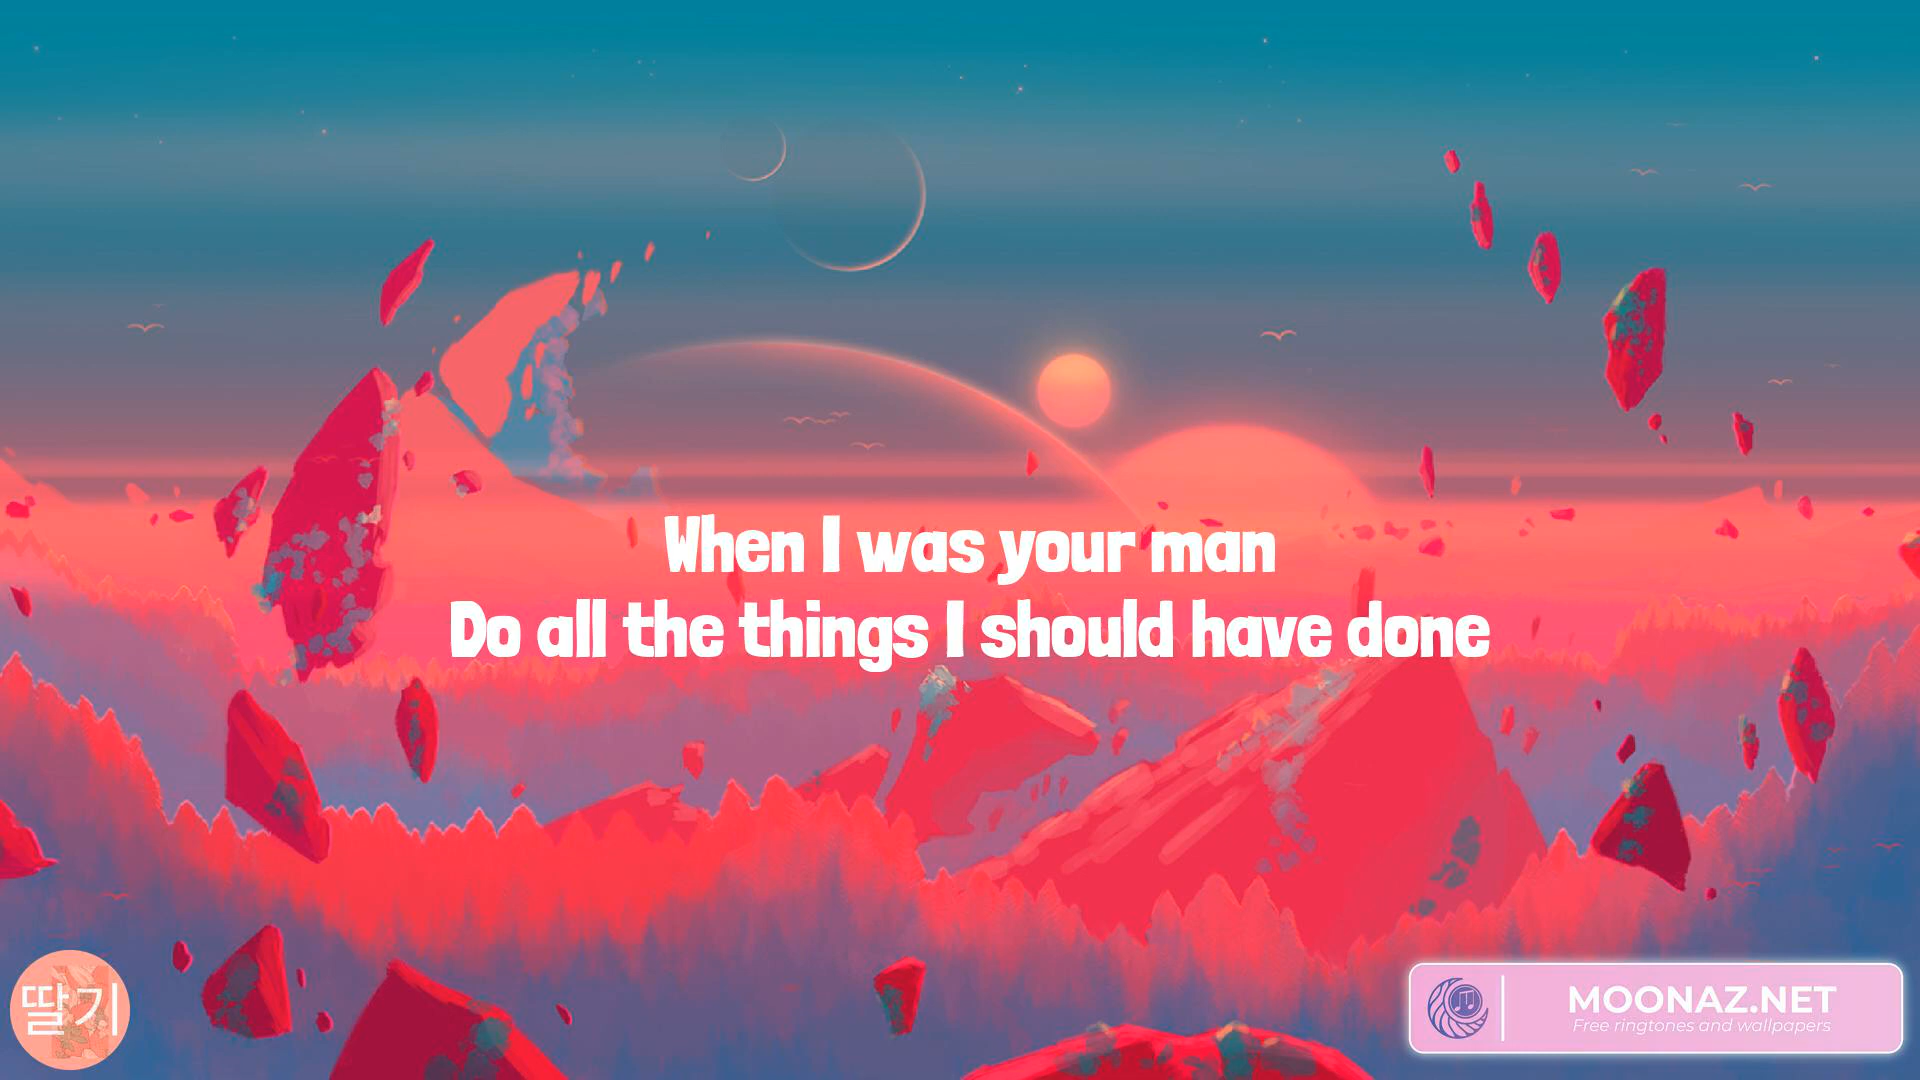 When I was your man
Do all the things I should have done
딸기
MOONAZ.NET
Free ringtones and wallpapers